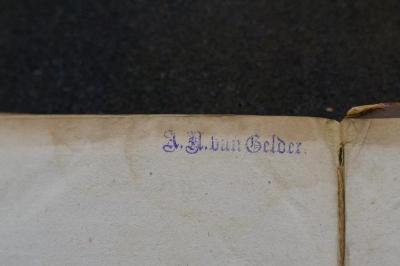 A. N. van Gelder.